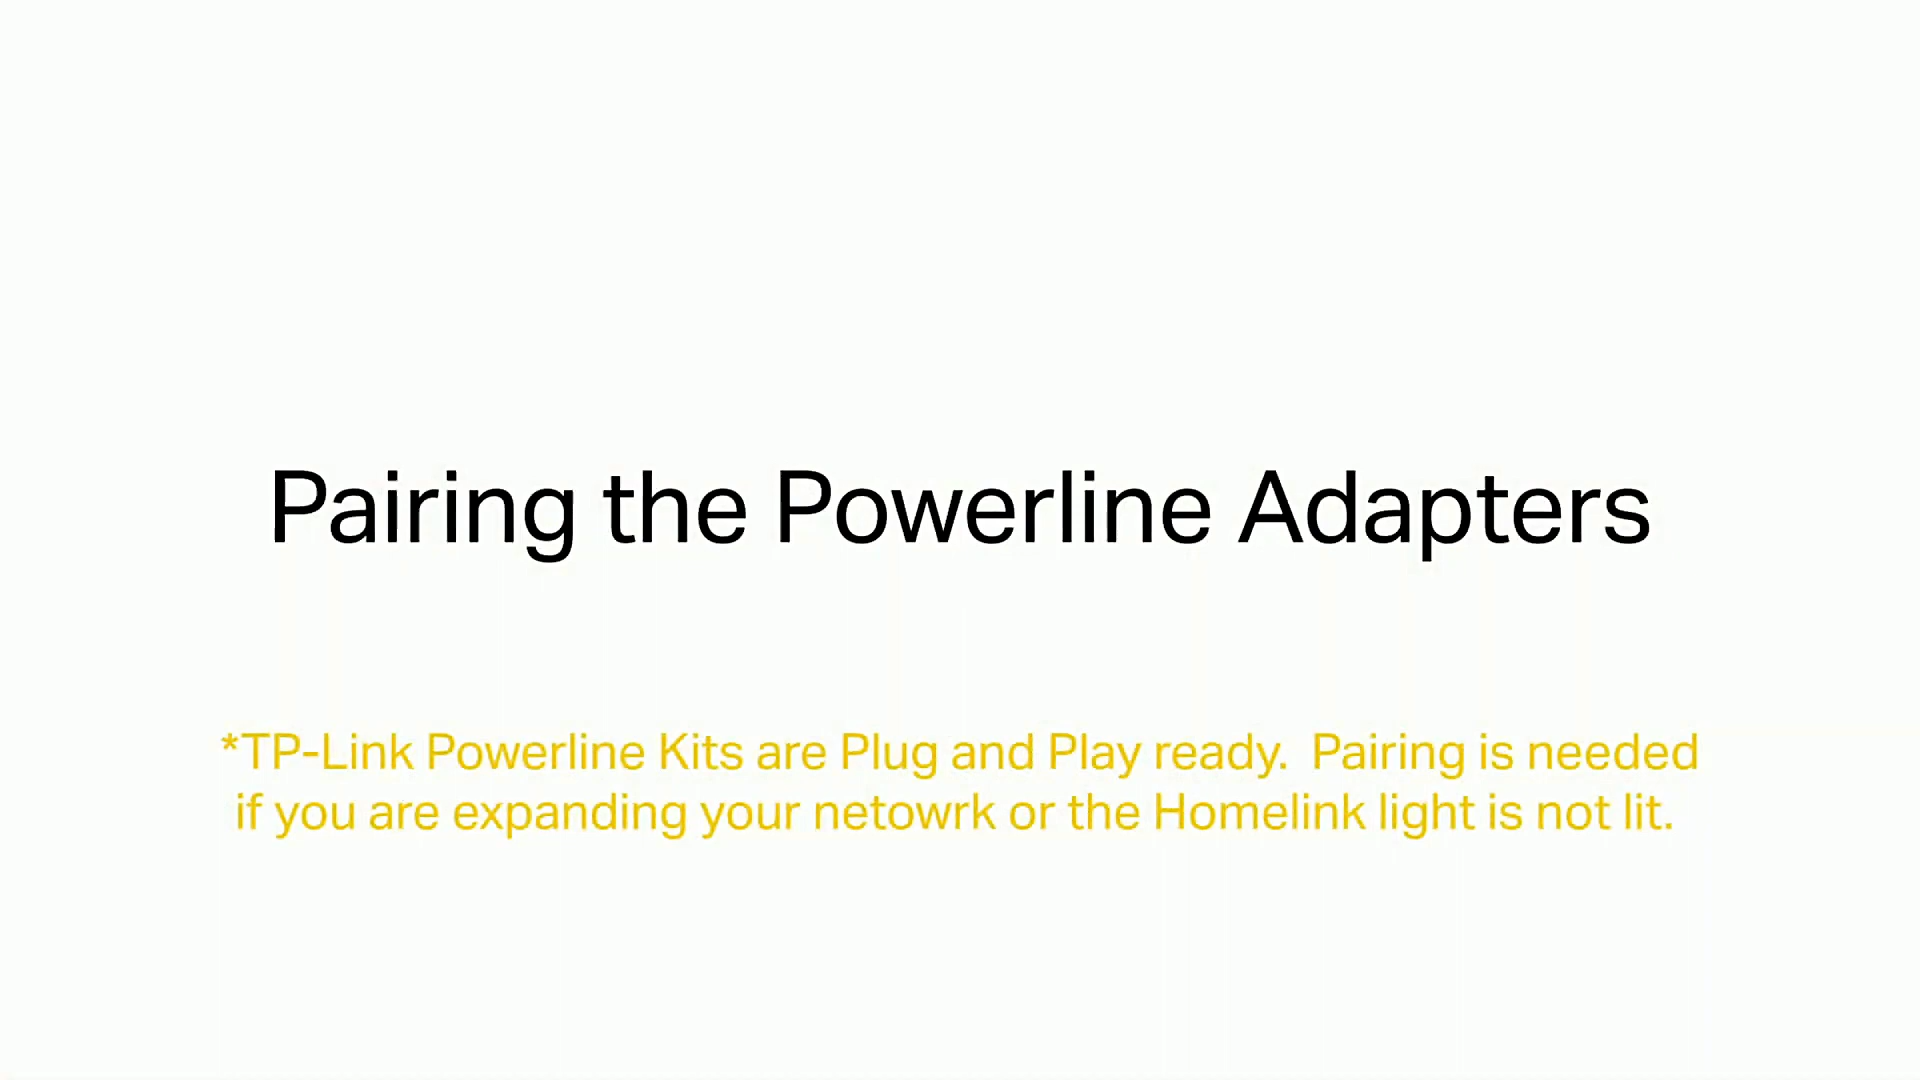 Pairing the Powerline Adapters
*TP-Link Powerline Kits are Plug and Play ready.  Pairing is needed
if you are expanding your netowrk or the Homelink light is not lit.